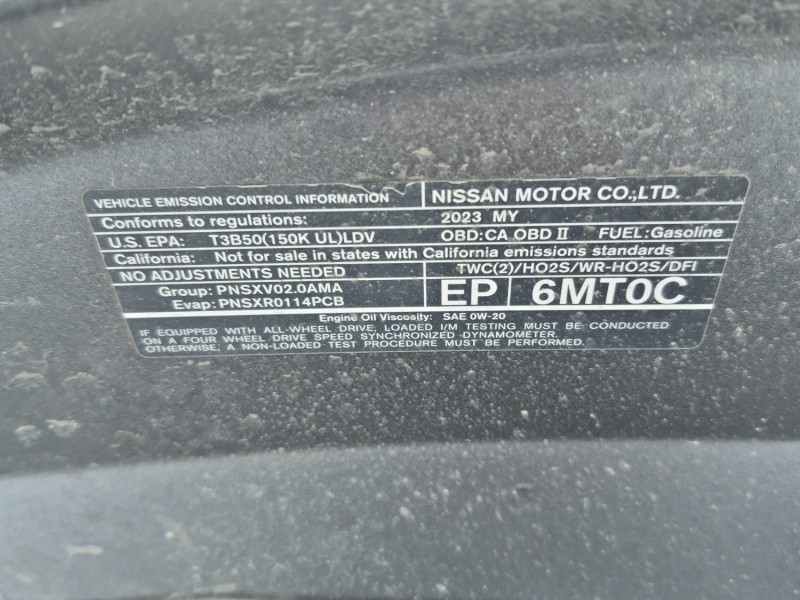 VEHICLE EMISSION CONTROL INFORMATION NISSAN MOTOR CO.,LTD.
Conforms to regulations: 2023 MY
U.S. EPA: T3B50(150K UL)LDV OBD:CA OBD II FUEL:Gasoline
California: Not for sale in states with California emissions standards
NO ADJUSTMENTS NEEDED TWC(2)/HO2S/WR-HO2S/DFI
Group: PNSXV02.0AMA EP 6MT0C
Evap: PNSXR0114PCB
Engine Oil Viscosity: SAE 0W-20
IF EQUIPPED WITH ALL-WHEEL DRIVE, LOADED I/M TESTING MUST BE CONDUCTED
ON A FOUR WHEEL DRIVE SPEED SYNCHRONIZED DYNAMOMETER.
OTHERWISE, A NON-LOADED TEST PROCEDURE MUST BE PERFORMED.